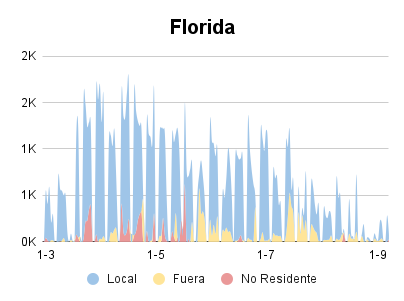 Florida
2K
2K
1K
1K
0K
1-3
1-5
1-7
1-9
Local
Fuera
No Residente